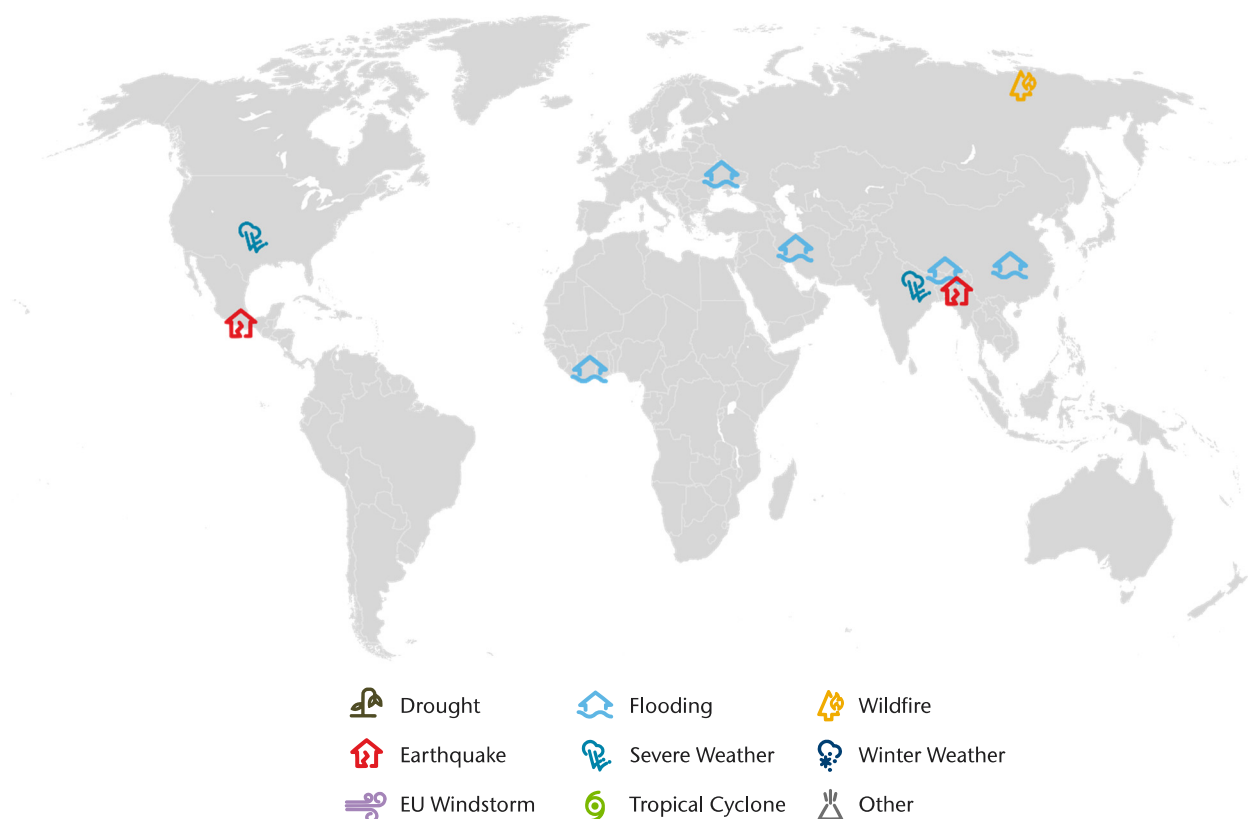 Drought
Flooding
Wildfire
Earthquake
Severe Weather
Winter Weather
EU Windstorm
Tropical Cyclone
Other